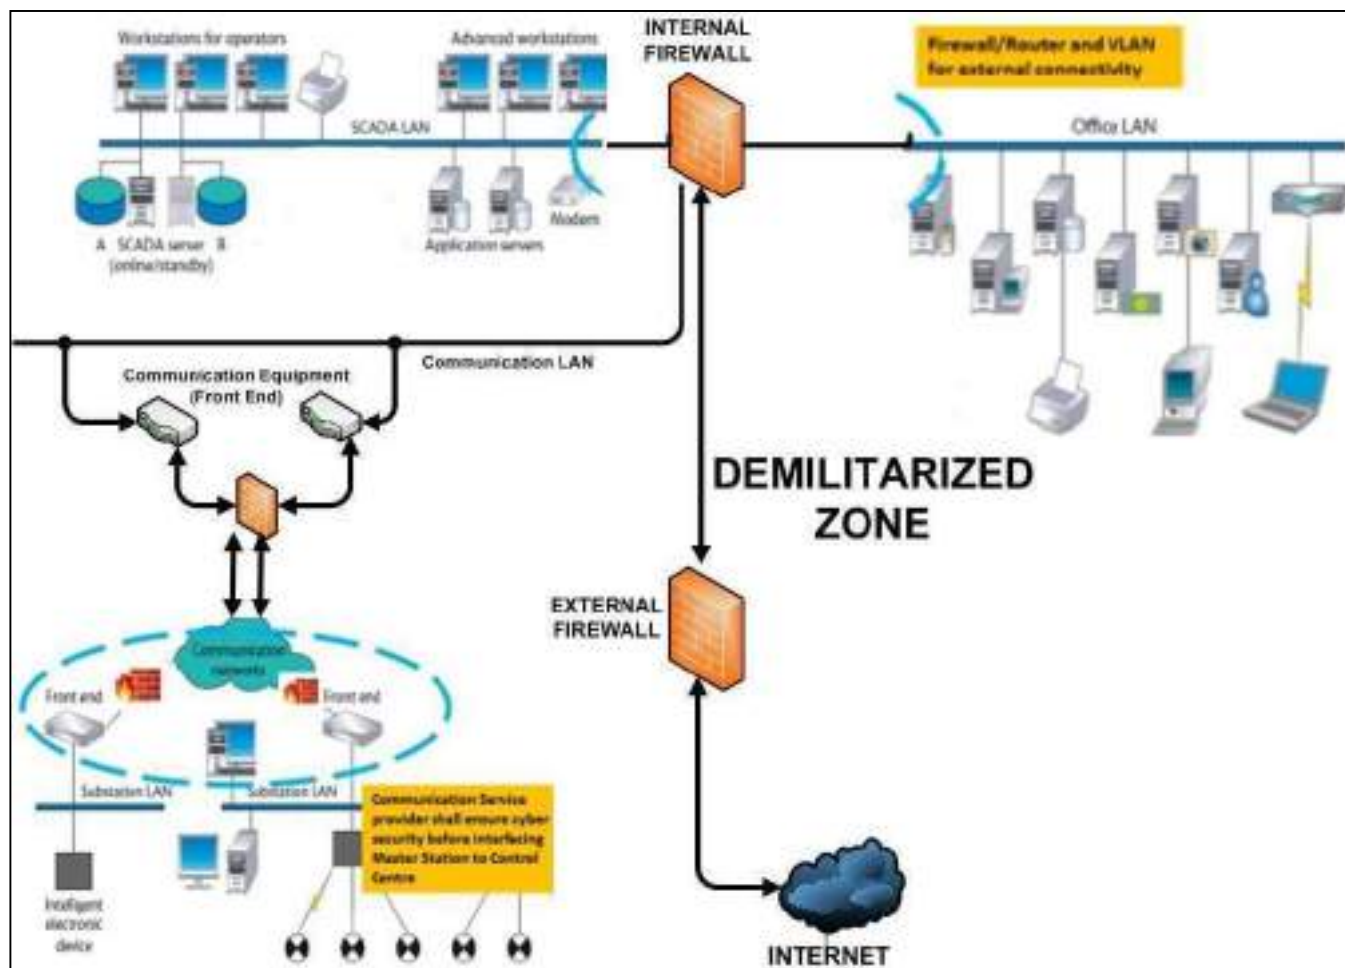 Workstations for operators
Advanced workstations
INTERNAL
FIREWALL
Firewall/Router and VLAN
for external connectivity
SCADA LAN
Office LAN
Modem
A SCADA server B
(online/standby)
Application servers
Communication LAN
Communication Equipment
(Front End)
DEMILITARIZED
ZONE
EXTERNAL
FIREWALL
Communication
networks
Front end
Front end
Substation LAN
Substation LAN
Communication Service
provider shall ensure cyber
security before interfacing
Master Station to Control
Centre
Intelligent
electronic
device
INTERNET